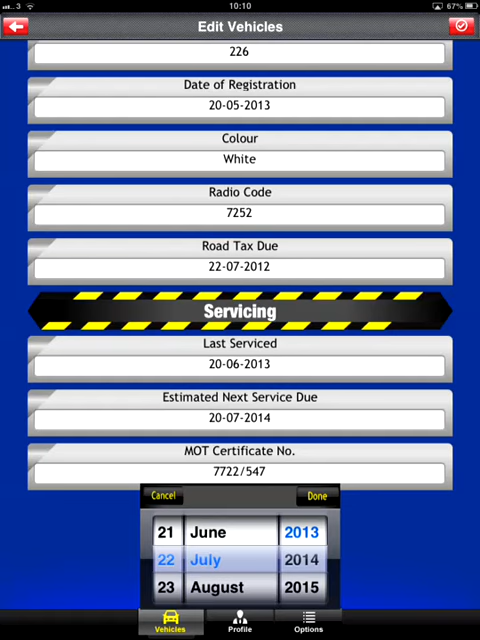 ..3 10:10 67%
Edit Vehicles
226
Date of Registration
20-05-2013
Colour
White
Radio Code
7252
Road Tax Due
22-07-2012
Servicing
Last Serviced
20-06-2013
Estimated Next Service Due
20-07-2014
MOT Certificate No.
7722/547
Cancel Done
21 June 2013
22 July 2014
23 August 2015
Vehicles Profile Options